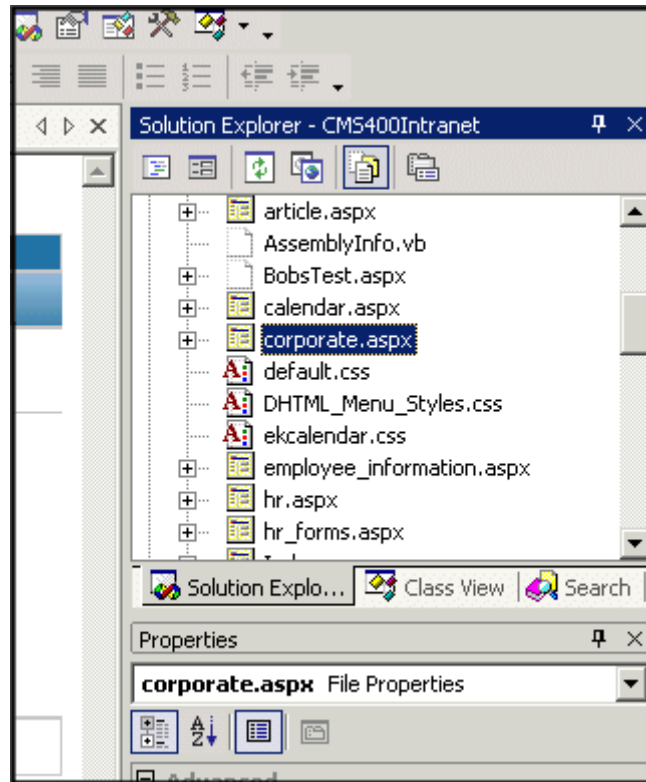 Solution Explorer - CMS400Intranet
article.aspx
AssemblyInfo.vb
BobsTest.aspx
calendar.aspx
corporate.aspx
default.css
DHTML_Menu_Styles.css
ekcalendar.css
employee_information.aspx
hr.aspx
hr_forms.aspx
Solution Explo... Class View Search
Properties
corporate.aspx File Properties
Advanced